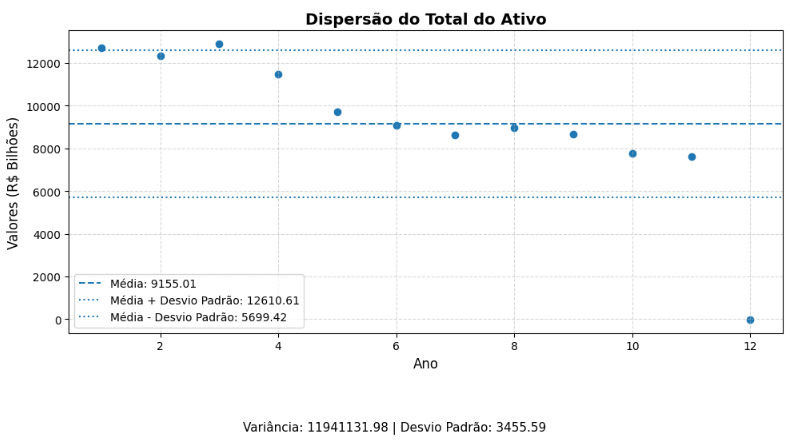 Dispersão do Total do Ativo
Valores (R$ Bilhões)
12000
10000
8000
6000
4000
2000
0
Média: 9155.01
Média + Desvio Padrão: 12610.61
Média - Desvio Padrão: 5699.42
2 4 6 8 10 12
Ano
Variância: 11941131.98 | Desvio Padrão: 3455.59